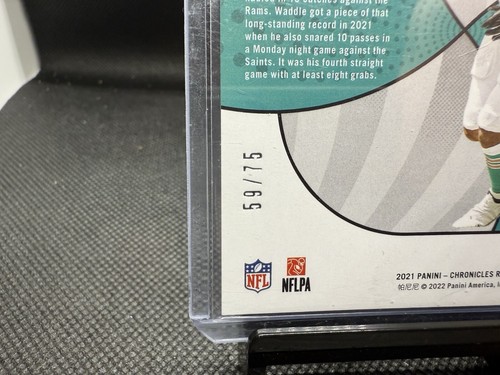 Rams. Waddle got a piece of that
long-standing record in 2021
when he also snared 10 passes in
a Monday night game against the
Saints. It was his fourth straight
game with at least eight grabs.
59/75
NFL
NFLPA
2021 PANINI – CHRONICLES R
帕尼尼 © 2022 Panini America, I